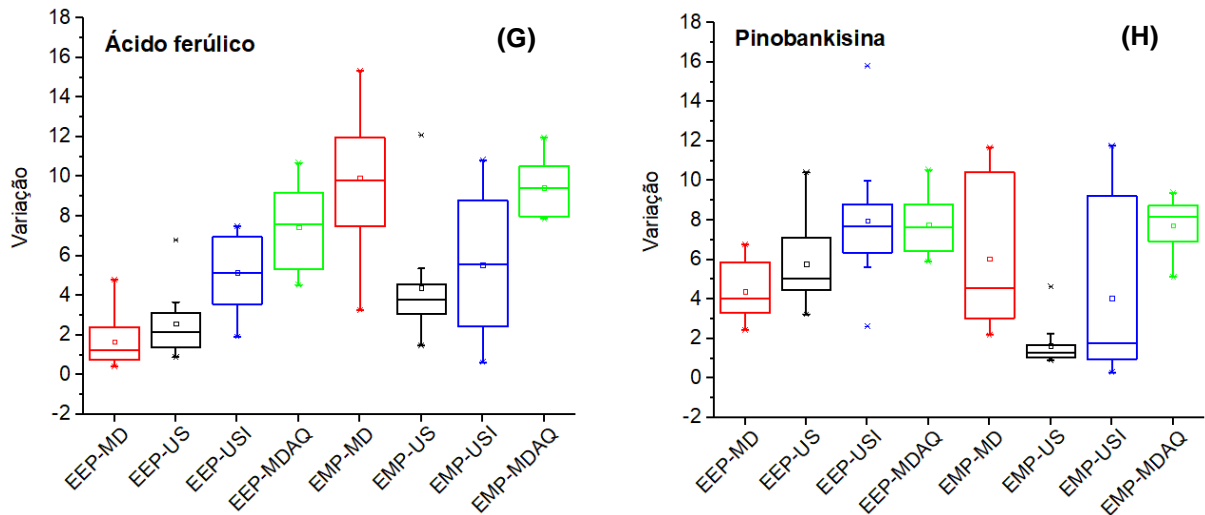 Ácido ferúlico
(G)
Variação
18
16
14
12
10
8
6
4
2
0
-2
EEP-MD
EEP-US
EEP-USI
EEP-MDAQ
EMP-MD
EMP-US
EMP-USI
EMP-MDAQ
Pinobankisina
(H)
Variação
18
16
14
12
10
8
6
4
2
0
-2
EEP-MD
EEP-US
EEP-USI
EEP-MDAQ
EMP-MD
EMP-US
EMP-USI
EMP-MDAQ